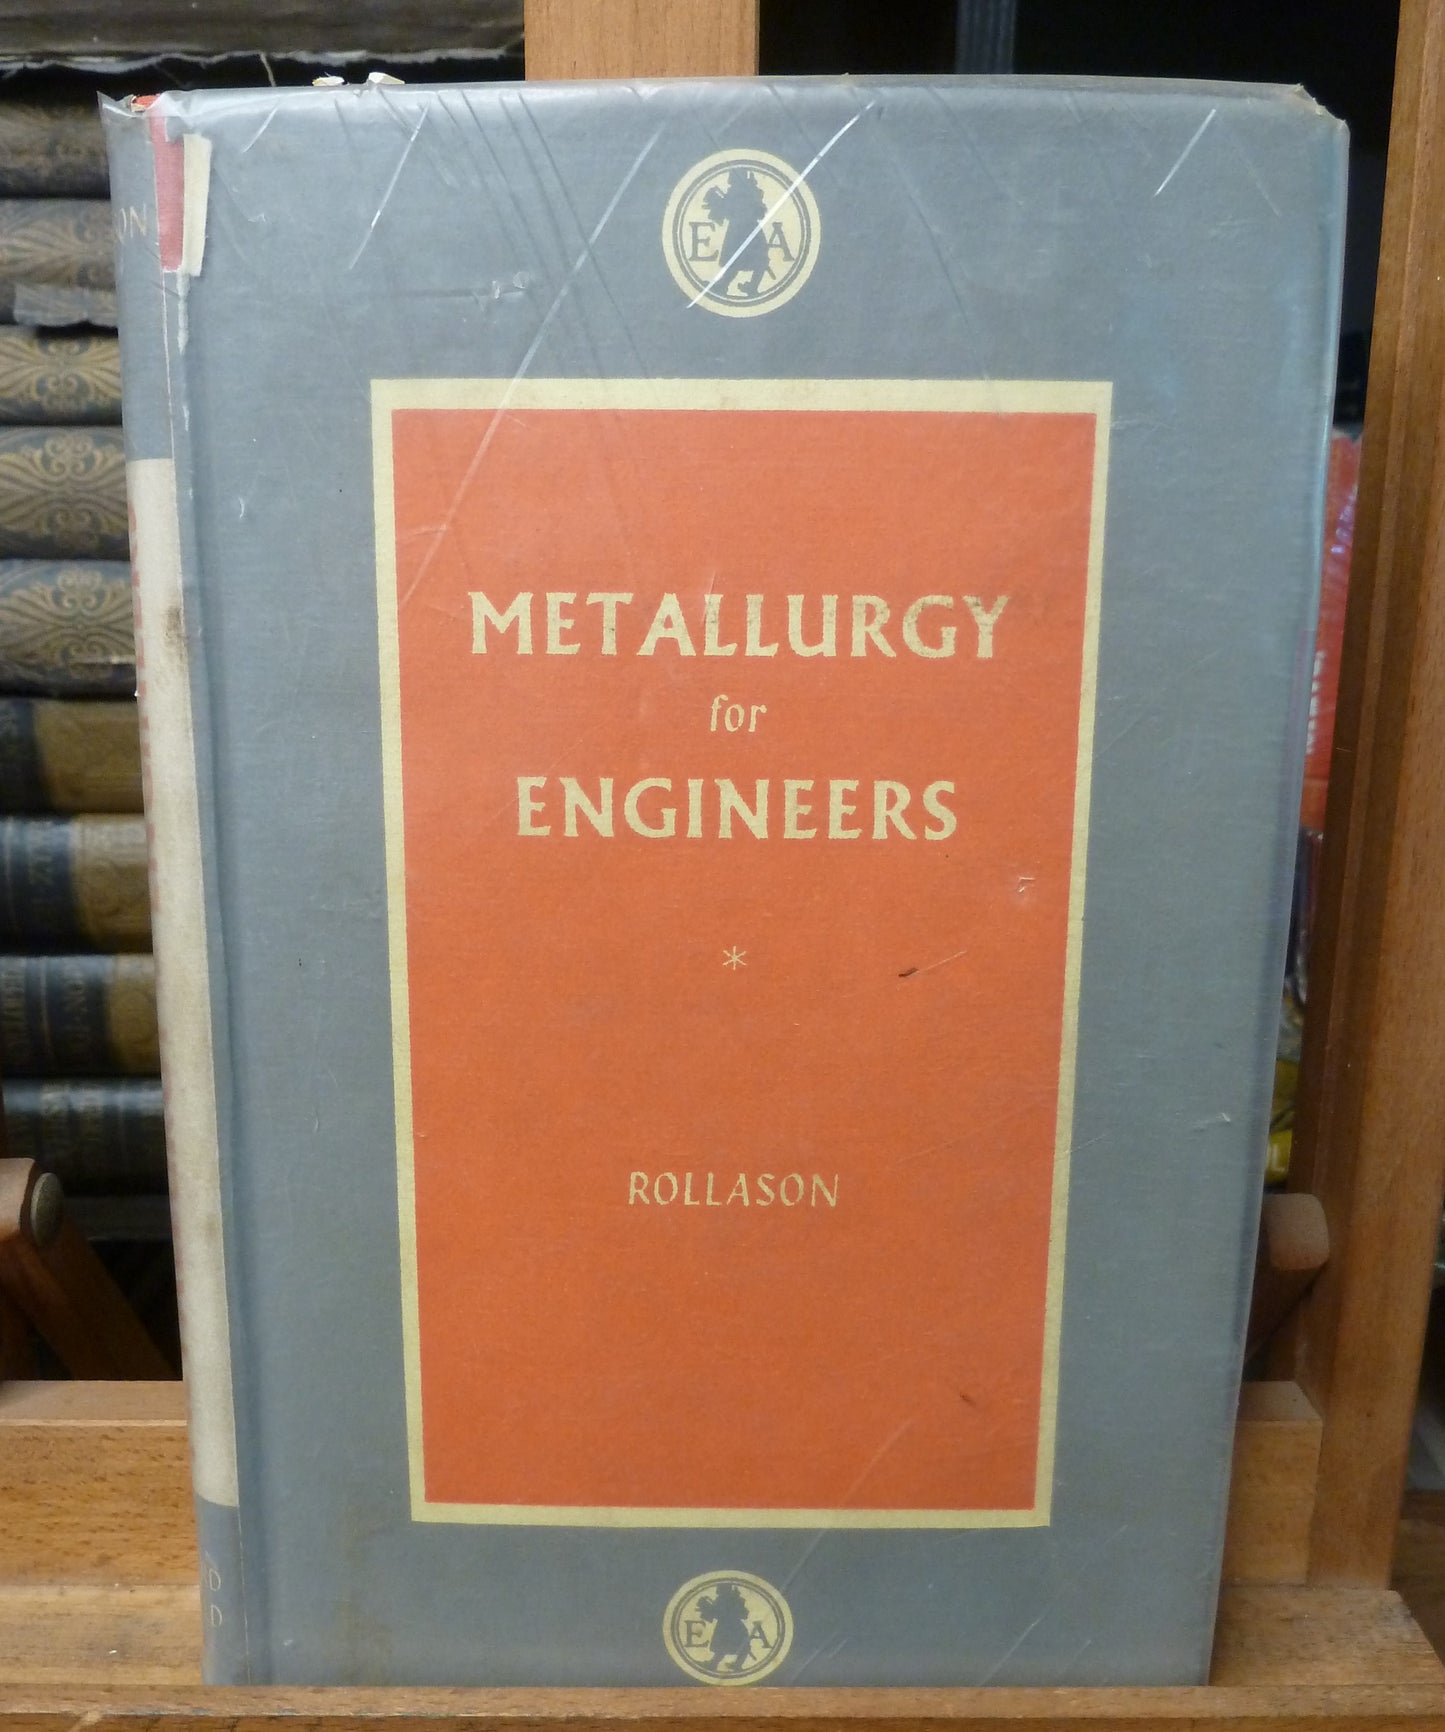 E A
METALLURGY
for
ENGINEERS
*
ROLLASON
E A